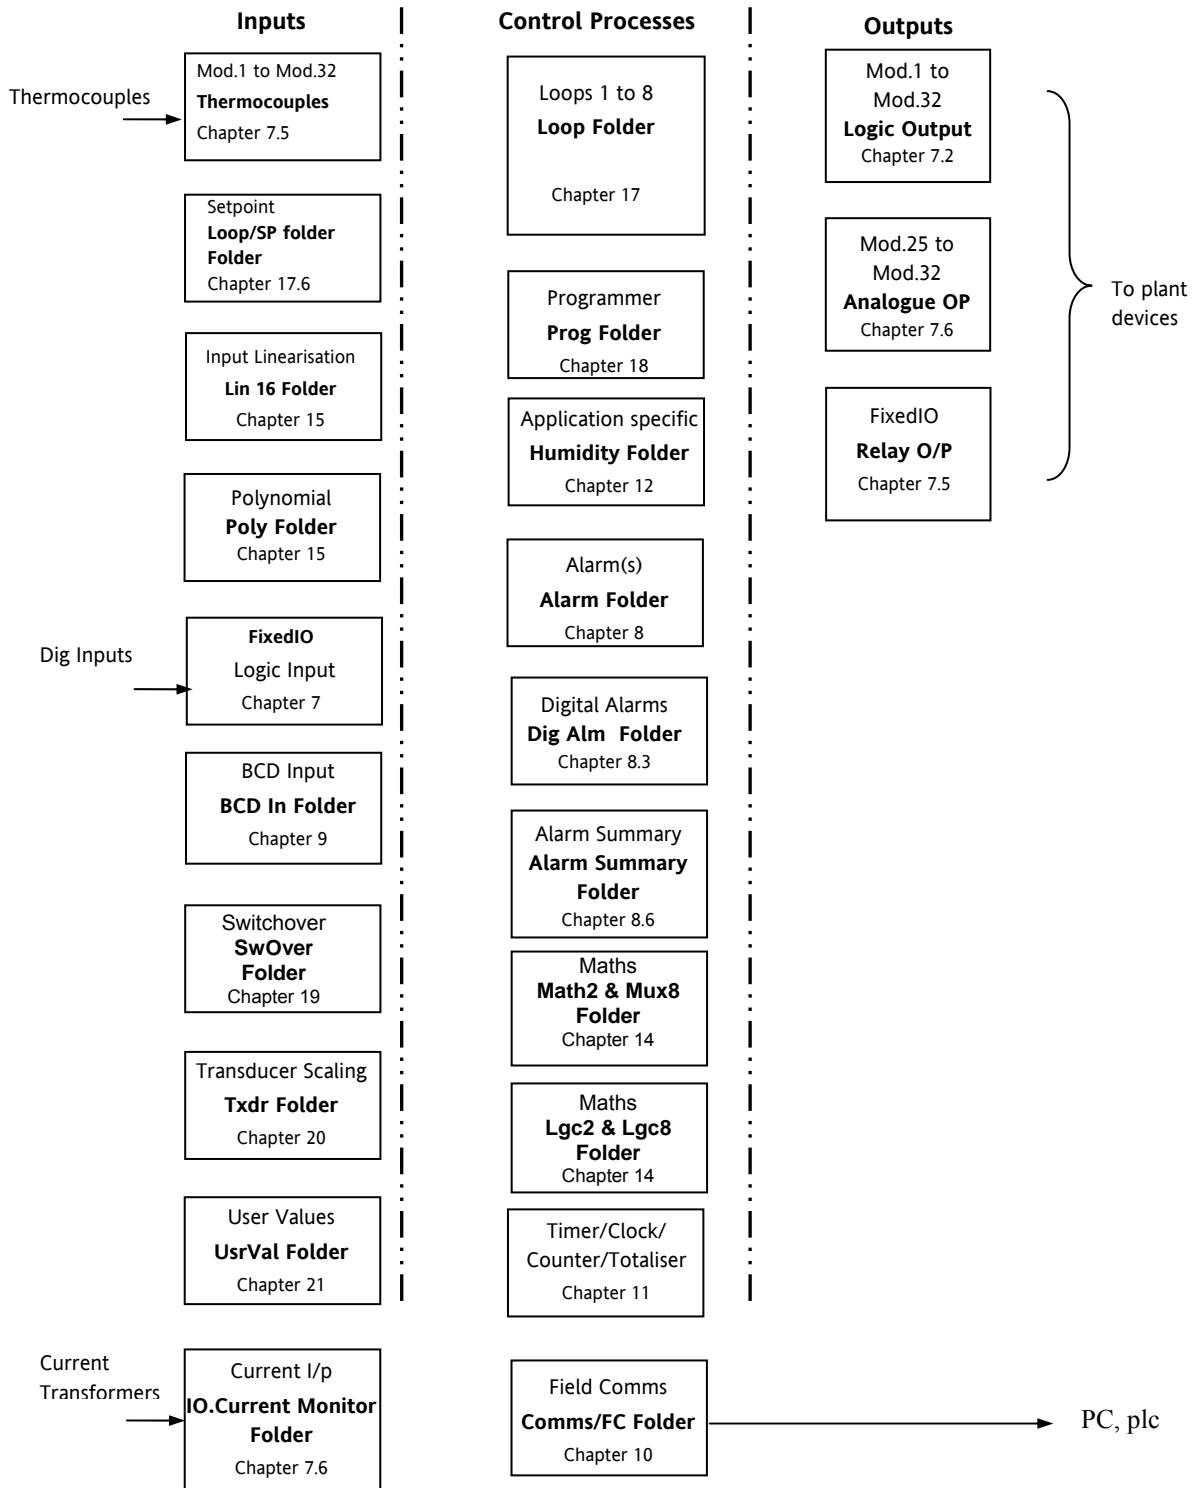 Inputs
Thermocouples
Mod.1 to Mod.32
Thermocouples
Chapter 7.5
Setpoint
Loop/SP folder
Folder
Chapter 17.6
Input Linearisation
Lin 16 Folder
Chapter 15
Polynomial
Poly Folder
Chapter 15
Dig Inputs
FixedIO
Logic Input
Chapter 7
BCD Input
BCD In Folder
Chapter 9
Switchover
SwOver
Folder
Chapter 19
Transducer Scaling
Txdr Folder
Chapter 20
User Values
UsrVal Folder
Chapter 21
Current
Transformers
Current I/p
IO.Current Monitor
Folder
Chapter 7.6
Control Processes
Loops 1 to 8
Loop Folder
Chapter 17
Programmer
Prog Folder
Chapter 18
Application specific
Humidity Folder
Chapter 12
Alarm(s)
Alarm Folder
Chapter 8
Digital Alarms
Dig Alm Folder
Chapter 8.3
Alarm Summary
Alarm Summary
Folder
Chapter 8.6
Maths
Math2 & Mux8
Folder
Chapter 14
Maths
Lgc2 & Lgc8
Folder
Chapter 14
Timer/Clock/
Counter/Totaliser
Chapter 11
Field Comms
Comms/FC Folder
Chapter 10
PC, plc
Outputs
Mod.1 to
Mod.32
Logic Output
Chapter 7.2
Mod.25 to
Mod.32
Analogue OP
Chapter 7.6
FixedIO
Relay O/P
Chapter 7.5
To plant
devices